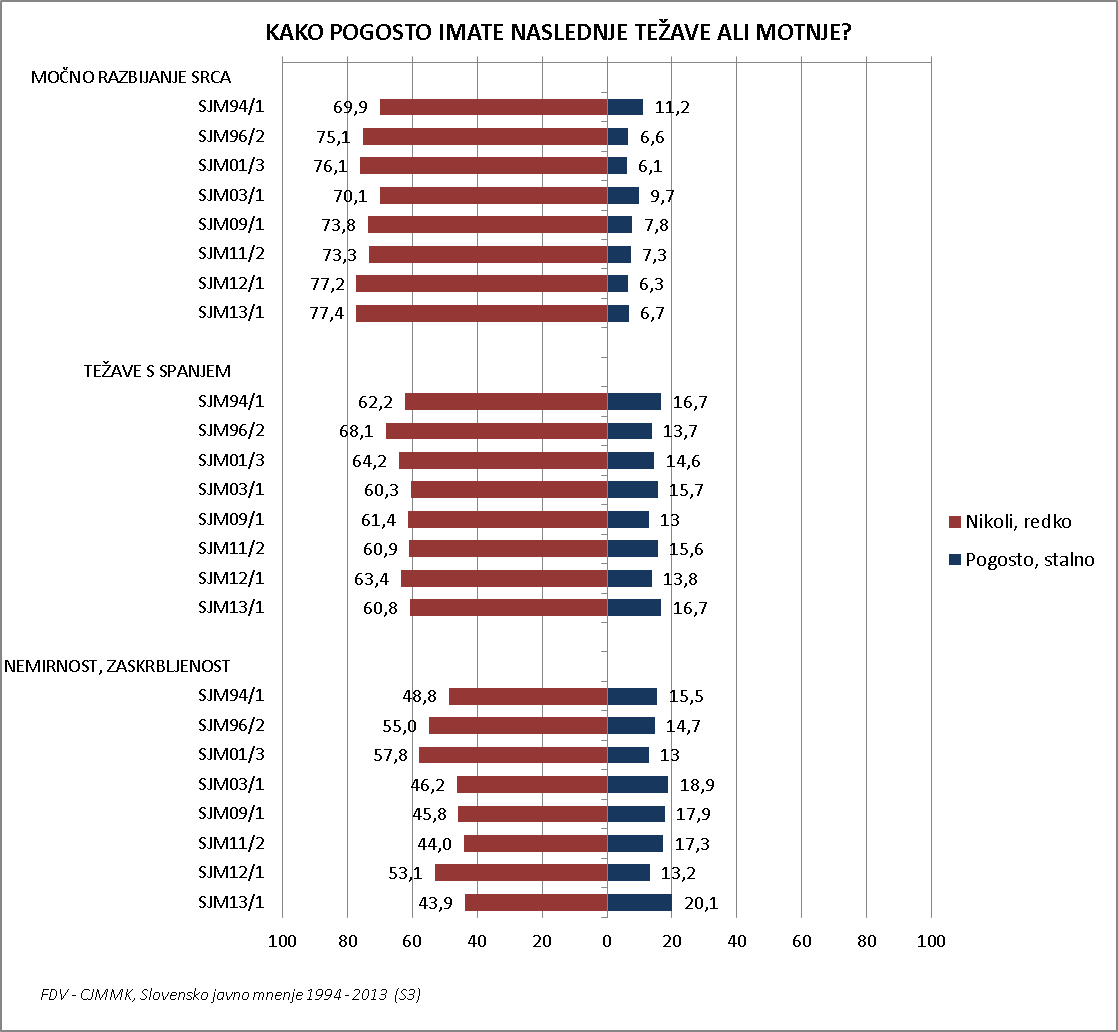 KAKO POGOSTO IMATE NASLEDNJE TEŽAVE ALI MOTNJE?
MOČNO RAZBIJANJE SRCA
SJM94/1 69,9 11,2
SJM96/2 75,1 6,6
SJM01/3 76,1 6,1
SJM03/1 70,1 9,7
SJM09/1 73,8 7,8
SJM11/2 73,3 7,3
SJM12/1 77,2 6,3
SJM13/1 77,4 6,7
TEŽAVE S SPANJEM
SJM94/1 62,2 16,7
SJM96/2 68,1 13,7
SJM01/3 64,2 14,6
SJM03/1 60,3 15,7
SJM09/1 61,4 13
SJM11/2 60,9 15,6
SJM12/1 63,4 13,8
SJM13/1 60,8 16,7
NEMIRNOST, ZASKRBLJENOST
SJM94/1 48,8 15,5
SJM96/2 55,0 14,7
SJM01/3 57,8 13
SJM03/1 46,2 18,9
SJM09/1 45,8 17,9
SJM11/2 44,0 17,3
SJM12/1 53,1 13,2
SJM13/1 43,9 20,1
100 80 60 40 20 0 20 40 60 80 100
Nikoli, redko
Pogosto, stalno
FDV - CJMMK, Slovensko javno mnenje 1994 - 2013 (S3)